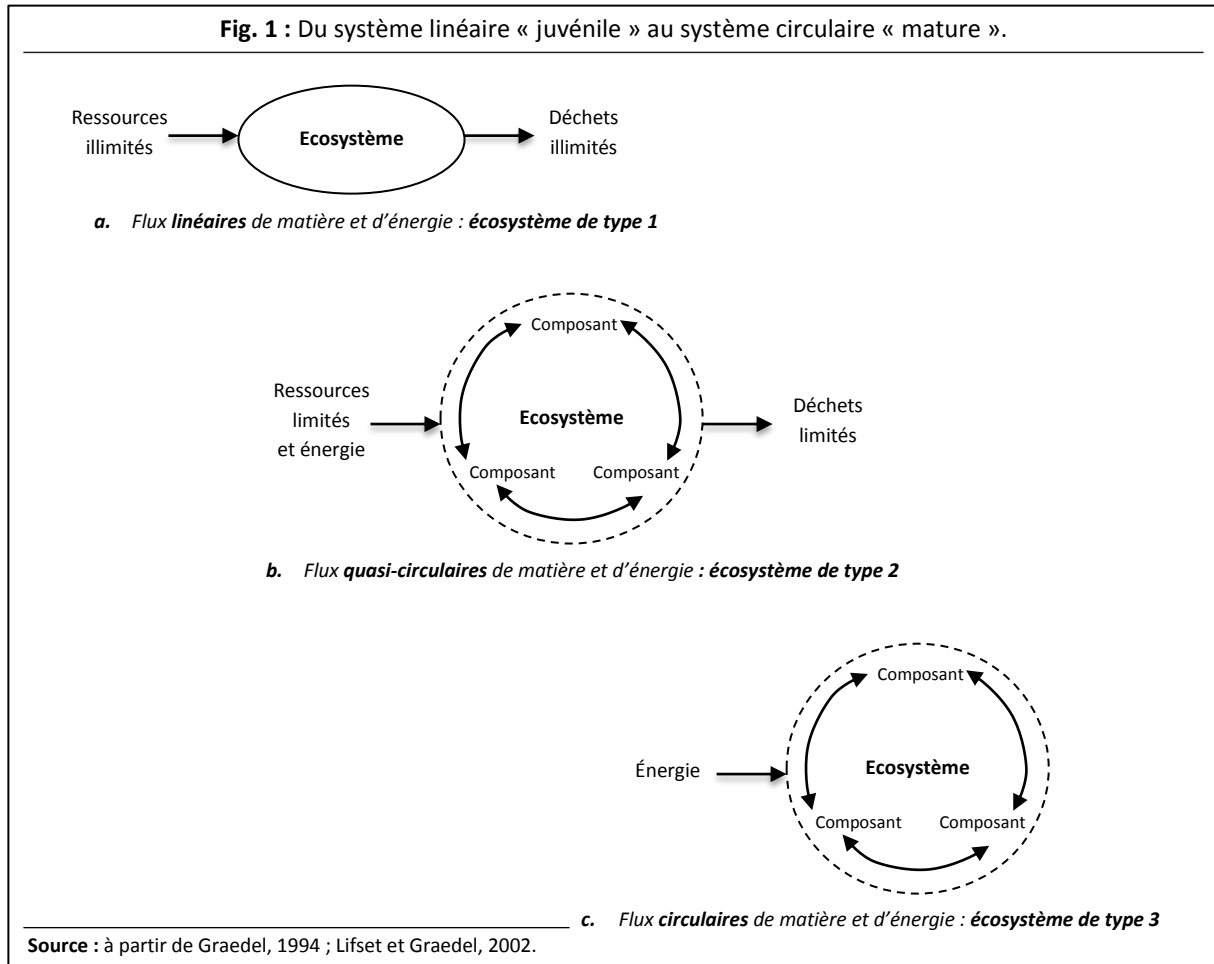 Fig. 1 : Du système linéaire « juvénile » au système circulaire « mature ».
Ressources
illimités
Ecosystème
Déchets
illimités
a. Flux linéaires de matière et d’énergie : écosystème de type 1
Composant
Ressources
limités
et énergie
Ecosystème
Déchets
limités
Composant
Composant
b. Flux quasi-circulaires de matière et d’énergie : écosystème de type 2
Composant
Énergie
Ecosystème
Composant
Composant
c. Flux circulaires de matière et d’énergie : écosystème de type 3
Source : à partir de Graedel, 1994 ; Lifset et Graedel, 2002.